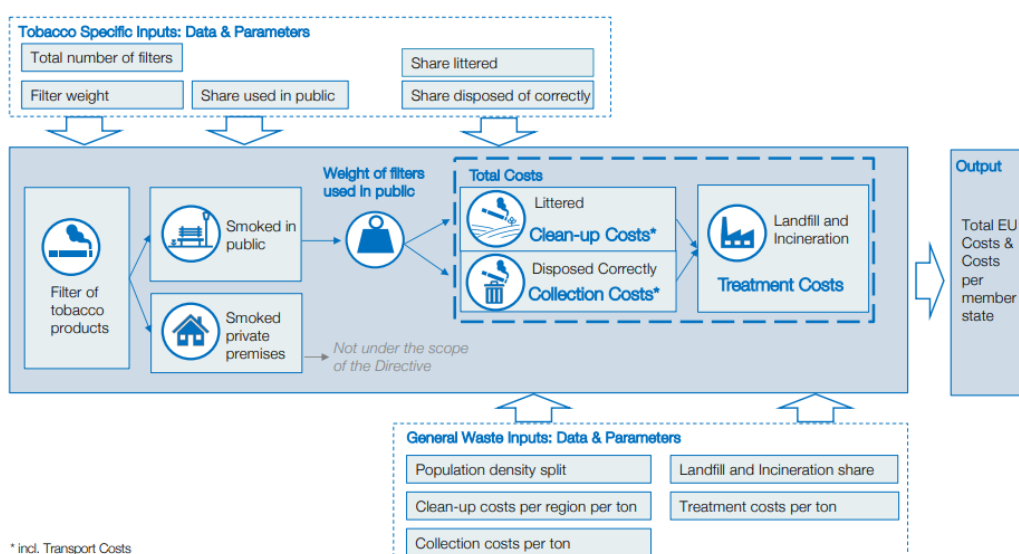 Tobacco Specific Inputs: Data & Parameters
Total number of filters
Share littered
Filter weight
Share used in public
Share disposed of correctly
Filter of
tobacco
products
Smoked in
public
Smoked
private
premises
Not under the scope
of the Directive
Weight of filters
used in public
Total Costs
Littered
Clean-up Costs*
Disposed Correctly
Collection Costs*
Landfill and
Incineration
Treatment Costs
Output
Total EU
Costs &
Costs
per
member
state
General Waste Inputs: Data & Parameters
Population density split
Landfill and Incineration share
Clean-up costs per region per ton
Treatment costs per ton
Collection costs per ton
* incl. Transport Costs